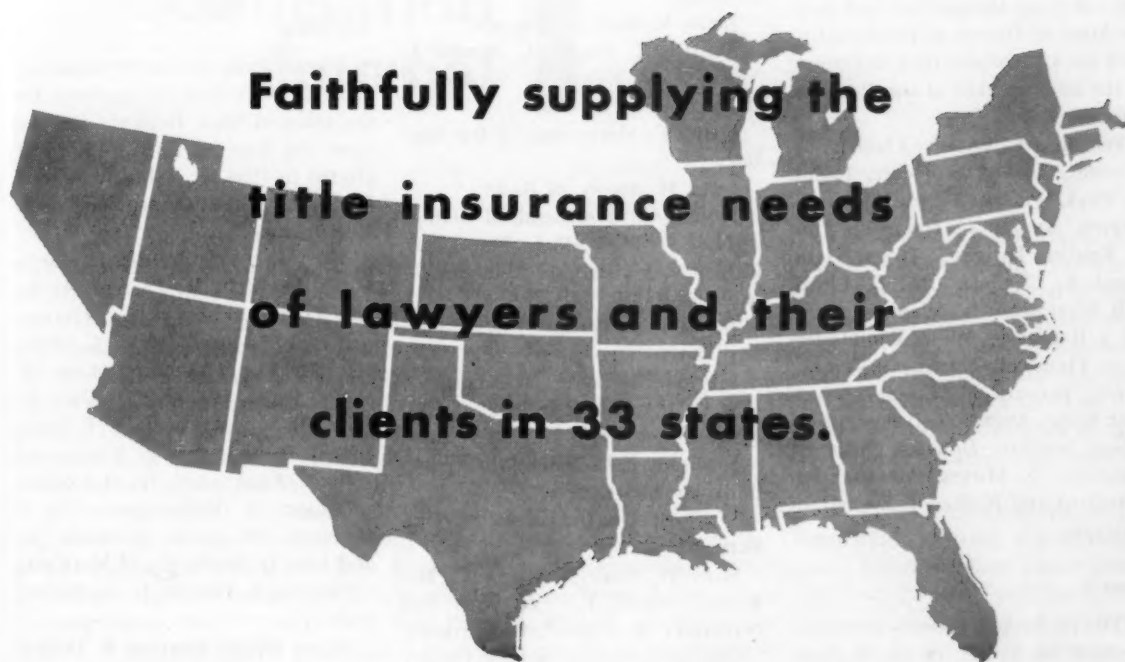 Faithfully supplying the
title insurance needs
of lawyers and their
clients in 33 states.